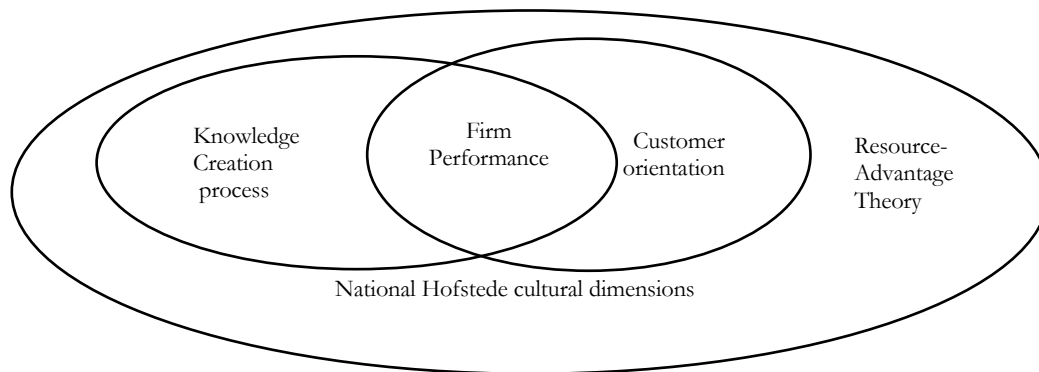 Knowledge
Creation
process
Firm
Performance
Customer
orientation
Resource-
Advantage
Theory
National Hofstede cultural dimensions